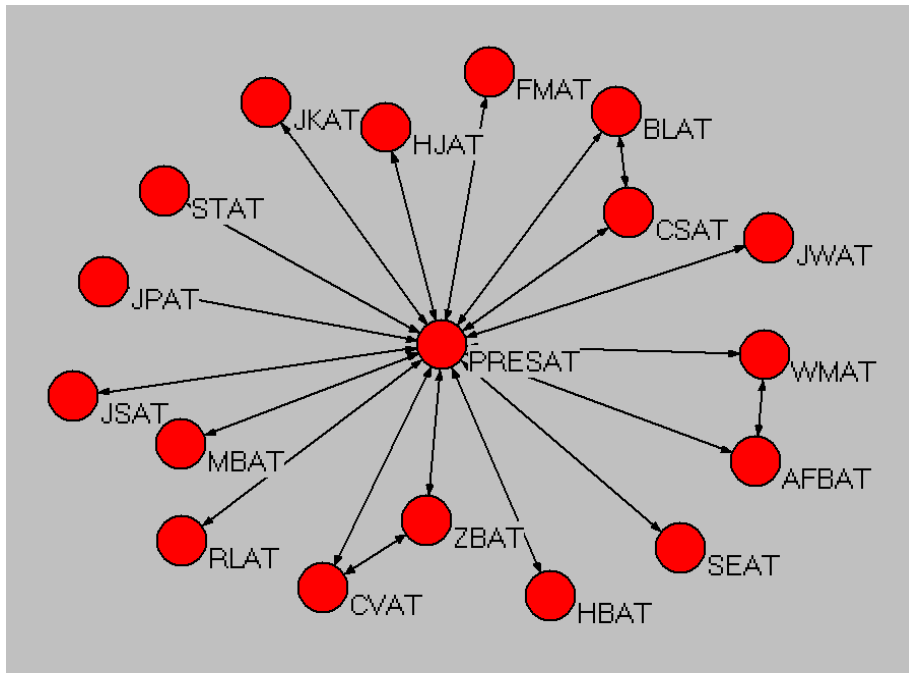 FMAT
JKAT
BLAT
HJAT
STAT
CSAT
JWAT
JPAT
PRESAT
WMAT
JSAT
MBAT
AFBAT
ZBAT
RLAT
SEAT
CVAT
HBAT